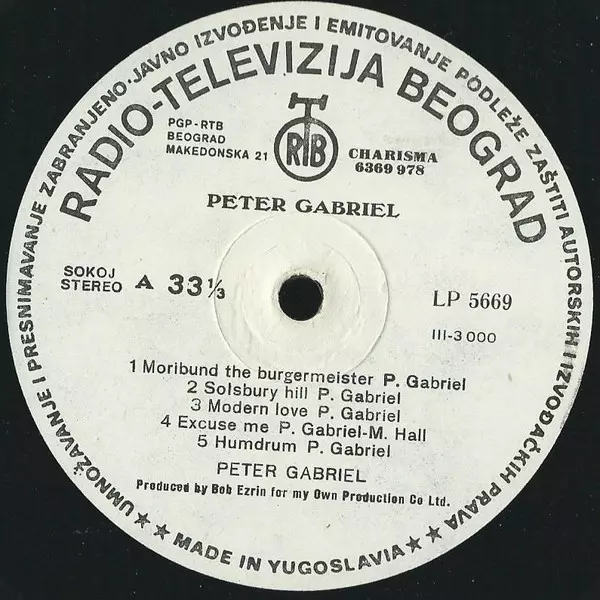 UMNOŽAVANJE I PRESNIMAVANJE ZABRANJENO·JAVNO IZVOĐENJE I EMITOVANJE PODLEŽE ZAŠTITI AUTORSKIH I IZVOĐAČKIH PRAVA
RADIO-TELEVIZIJA BEOGRAD
PGP-RTB
BEOGRAD
MAKEDONSKA 21
RTB
CHARISMA
6369 978
PETER GABRIEL
SOKOJ
STEREO
A 33⅓
LP 5669
III-3 000
1 Moribund the burgermeister P. Gabriel
2 Solsbury hill P. Gabriel
3 Modern love P. Gabriel
4 Excuse me P. Gabriel-M. Hall
5 Humdrum P. Gabriel
PETER GABRIEL
Produced by Bob Ezrin for my Own Production Co Ltd.
★★ MADE IN YUGOSLAVIA ★★